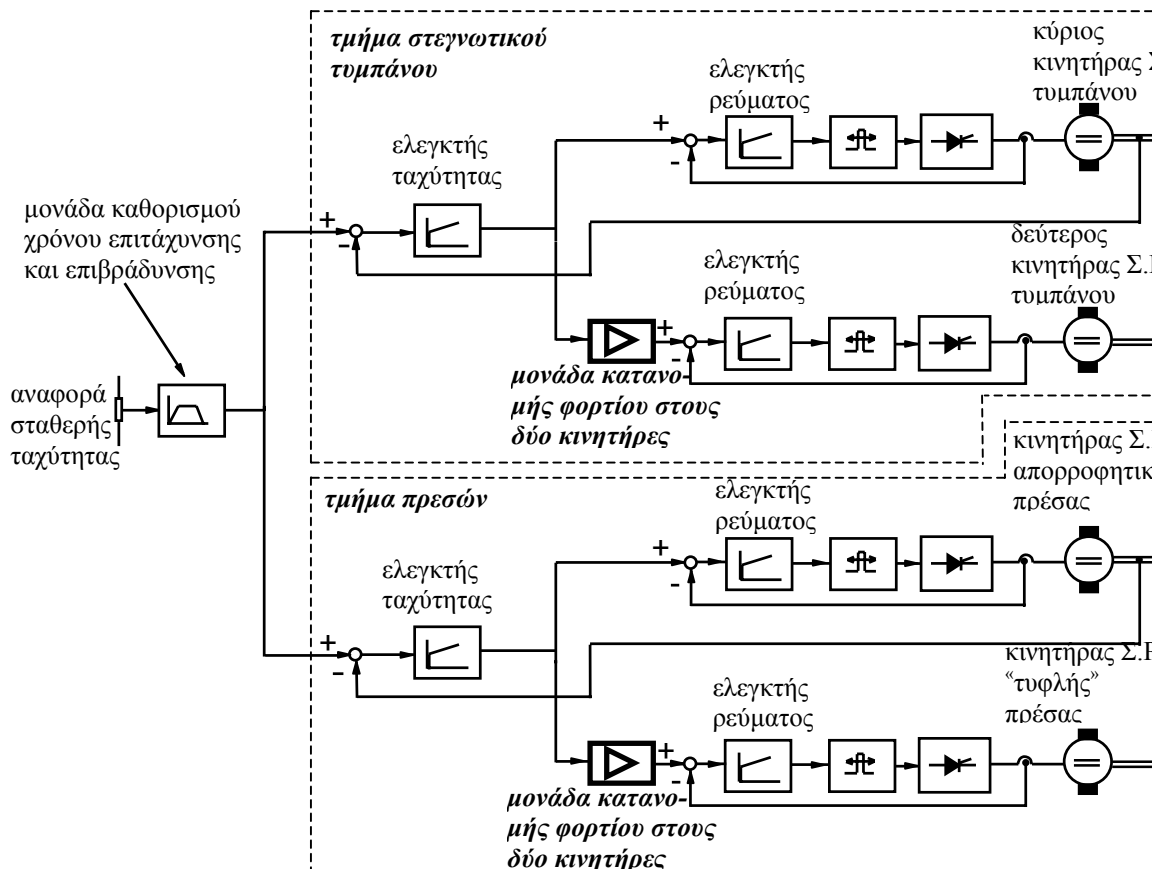 τμήμα στεγνωτικού
τυμπάνου
κύριος
κινητήρας Σ
τυμπάνου
ελεγκτής
ρεύματος
+
-
ελεγκτής
ταχύτητας
μονάδα καθορισμού
χρόνου επιτάχυνσης
και επιβράδυνσης
+
-
δεύτερος
κινητήρας Σ.Ρ
τυμπάνου
ελεγκτής
ρεύματος
+
-
μονάδα κατανο-
μής φορτίου στους
δύο κινητήρες
αναφορά
σταθερής
ταχύτητας
κινητήρας Σ.
απορροφητικ
πρέσας
τμήμα πρεσών
ελεγκτής
ρεύματος
+
-
ελεγκτής
ταχύτητας
+
-
κινητήρας Σ.Ρ
“τυφλής”
πρέσας
ελεγκτής
ρεύματος
+
-
μονάδα κατανο-
μής φορτίου στους
δύο κινητήρες